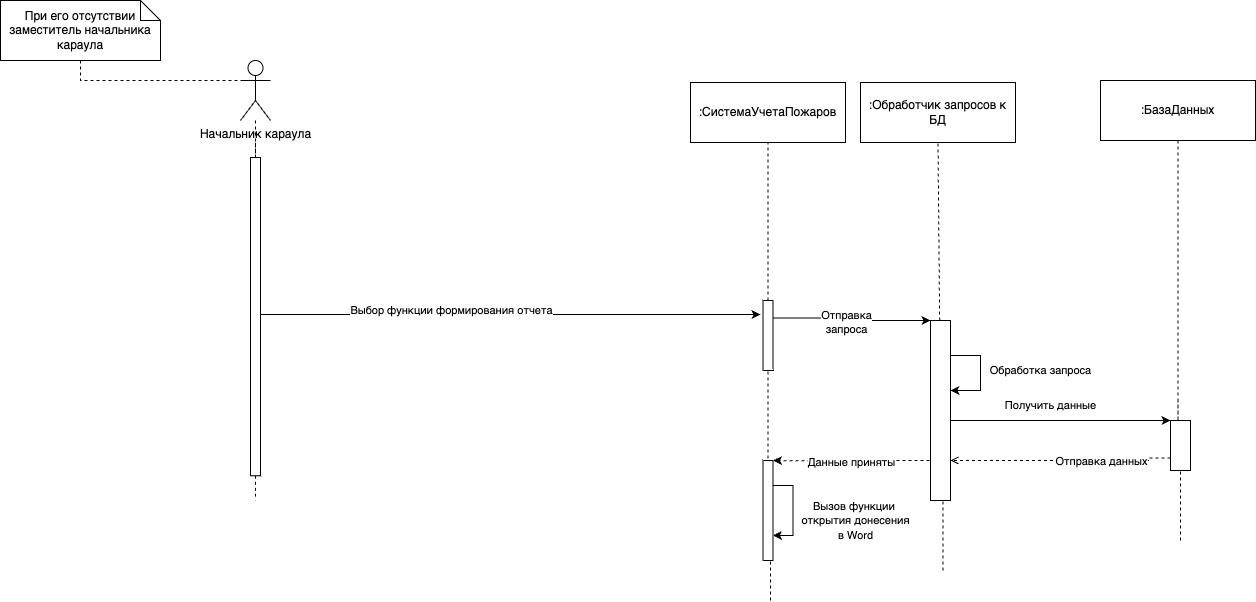 При его отсутствии
заместитель начальника
караула
Начальник караула
:СистемаУчетаПожаров
:Обработчик запросов к
БД
:БазаДанных
Выбор функции формирования отчета
Отправка
запроса
Обработка запроса
Получить данные
Данные приняты
Отправка данных
Вызов функции
открытия донесения
в Word